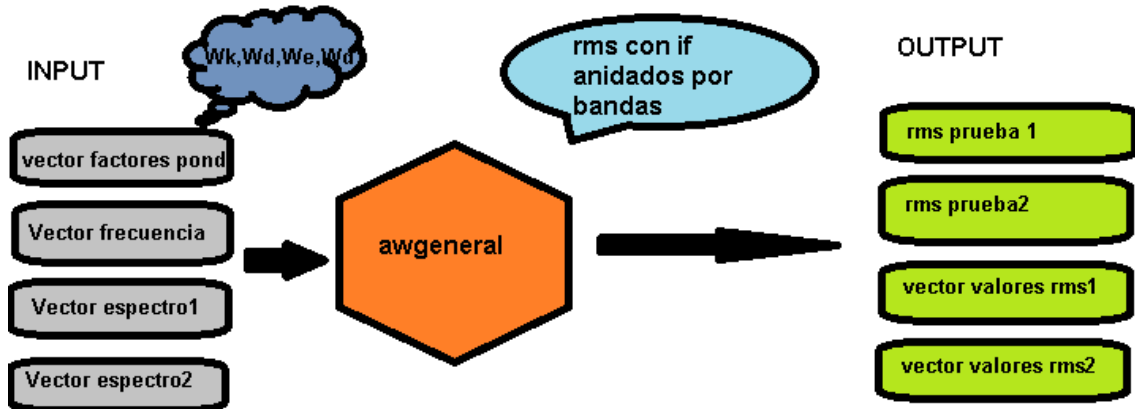 INPUT
Wk,Wd,We,Wd
vector factores pond
Vector frecuencia
Vector espectro1
Vector espectro2
awgeneral
rms con if
anidados por
bandas
OUTPUT
rms prueba 1
rms prueba2
vector valores rms1
vector valores rms2